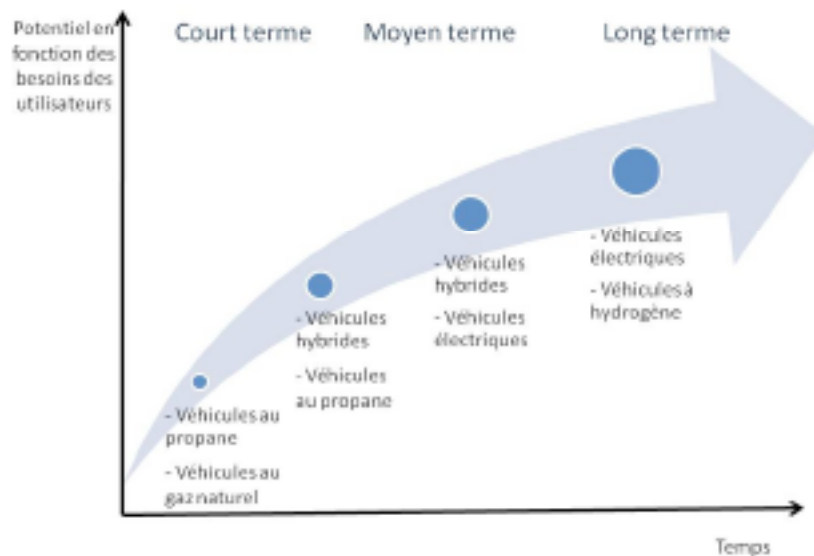 Potentiel en
fonction des
besoins des
utilisateurs
Court terme
Moyen terme
Long terme
- Véhicules au
propane
- Véhicules au
gaz naturel
- Véhicules
hybrides
- Véhicules
au propane
- Véhicules
hybrides
- Véhicules
électriques
- Véhicules
électriques
- Véhicules à
hydrogène
Temps